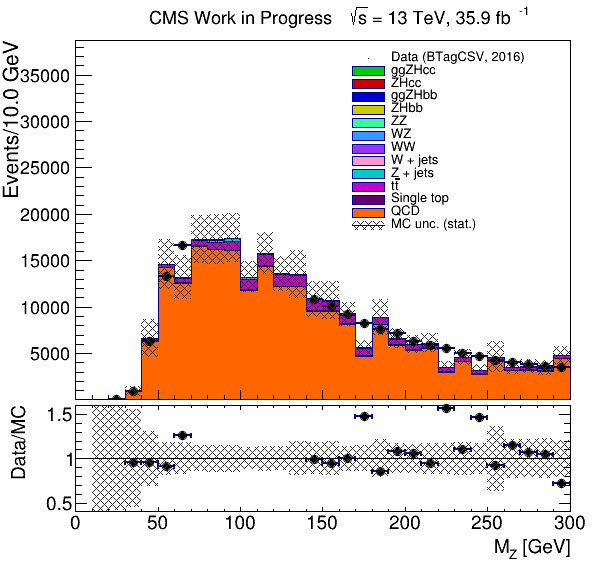 CMS Work in Progress √s = 13 TeV, 35.9 fb⁻¹
Events/10.0 GeV
35000
30000
25000
20000
15000
10000
5000
Data (BTagCSV, 2016)
ggZHcc
ZHcc
ggZHbb
ZHbb
ZZ
WZ
WW
W + jets
Z + jets
tt̅
Single top
QCD
MC unc. (stat.)
Data/MC
1.5
1
0.5
0 50 100 150 200 250 300
M_Z [GeV]